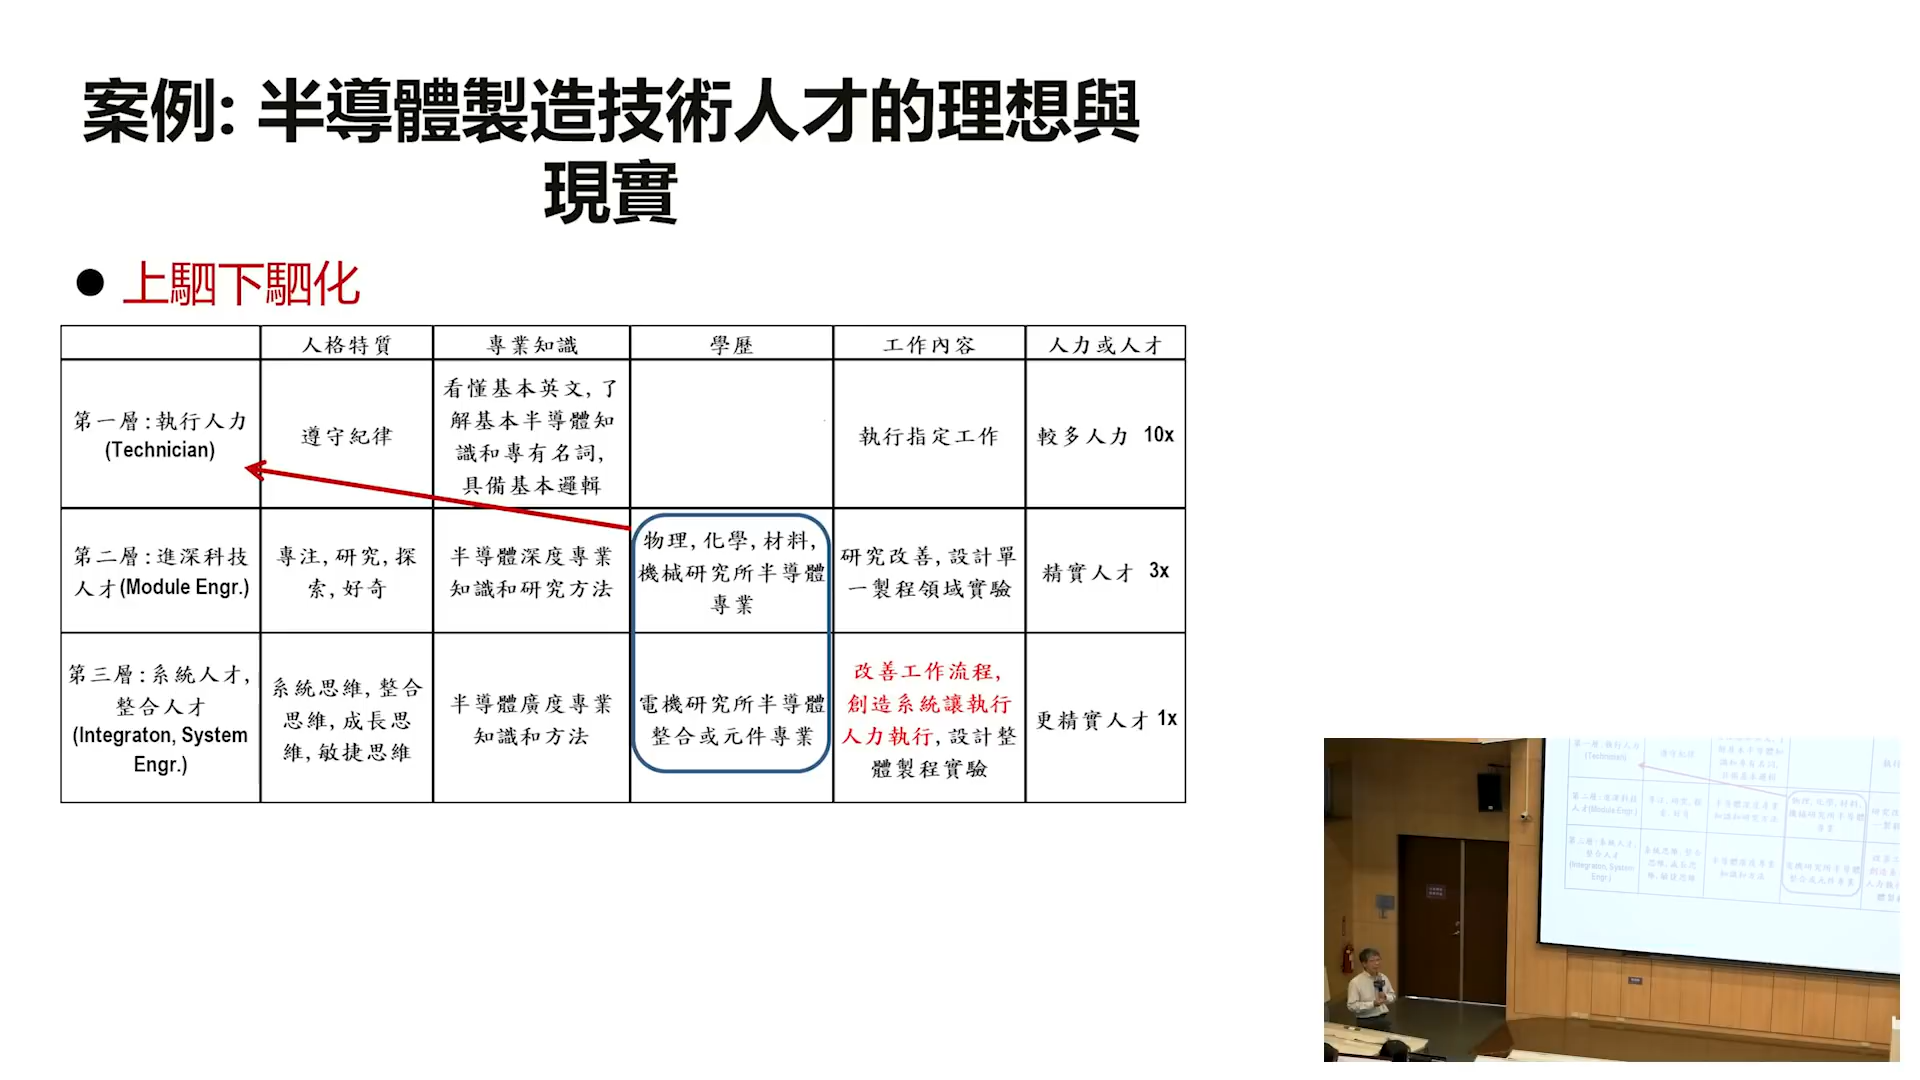 案例: 半導體製造技術人才的理想與
現實
● 上駟下駟化
人格特質
專業知識
學歷
工作內容
人力或人才
第一層:執行人力
(Technician)
遵守紀律
看懂基本英文, 了
解基本半導體知
識和專有名詞,
具備基本邏輯
執行指定工作
較多人力 10x
第二層:進深科技
人才(Module Engr.)
專注, 研究, 探
索, 好奇
半導體深度專業
知識和研究方法
物理, 化學, 材料,
機械研究所半導體
專業
研究改善, 設計單
一製程領域實驗
精實人才 3x
第三層:系統人才,
整合人才
(Integraton, System
Engr.)
系統思維, 整合
思維, 成長思
維, 敏捷思維
半導體廣度專業
知識和方法
電機研究所半導體
整合或元件專業
改善工作流程,
創造系統讓執行
人力執行, 設計整
體製程實驗
更精實人才 1x